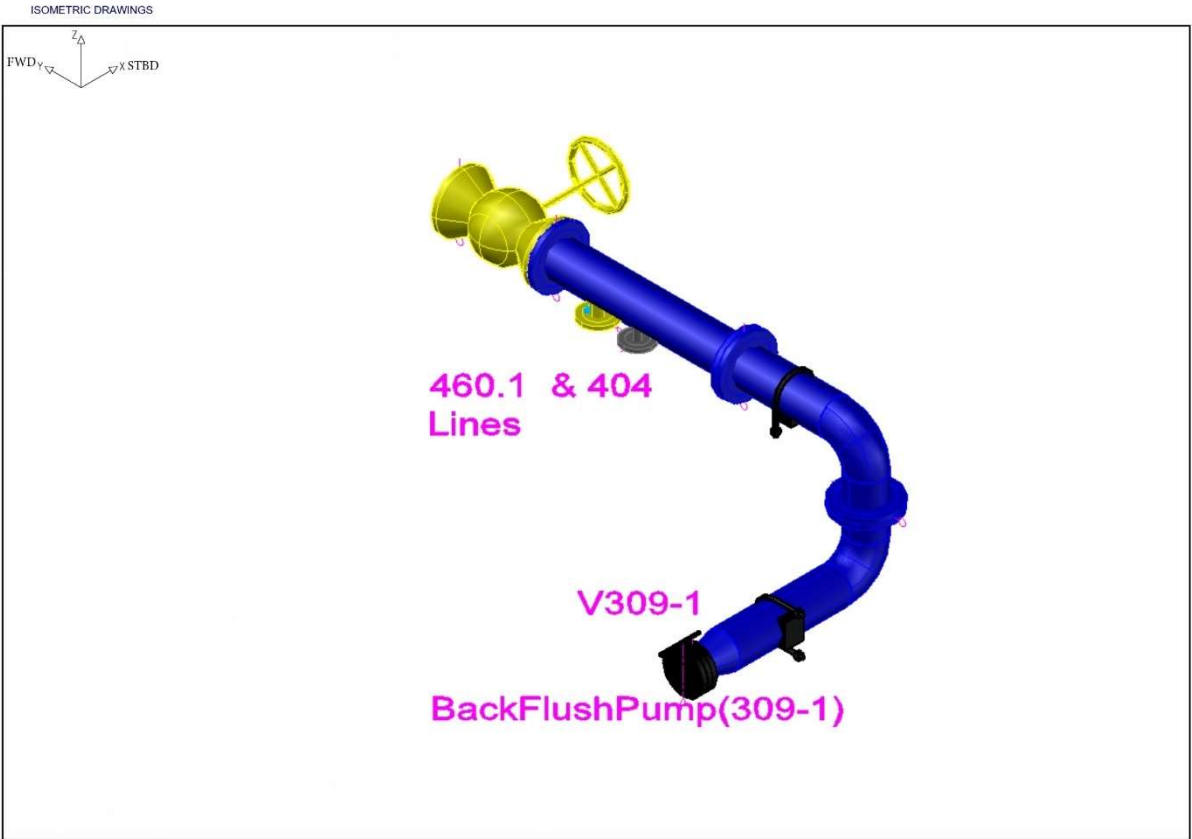 ISOMETRIC DRAWINGS
Z
FWD Y X STBD
460.1 & 404
Lines
V309-1
BackFlushPump(309-1)